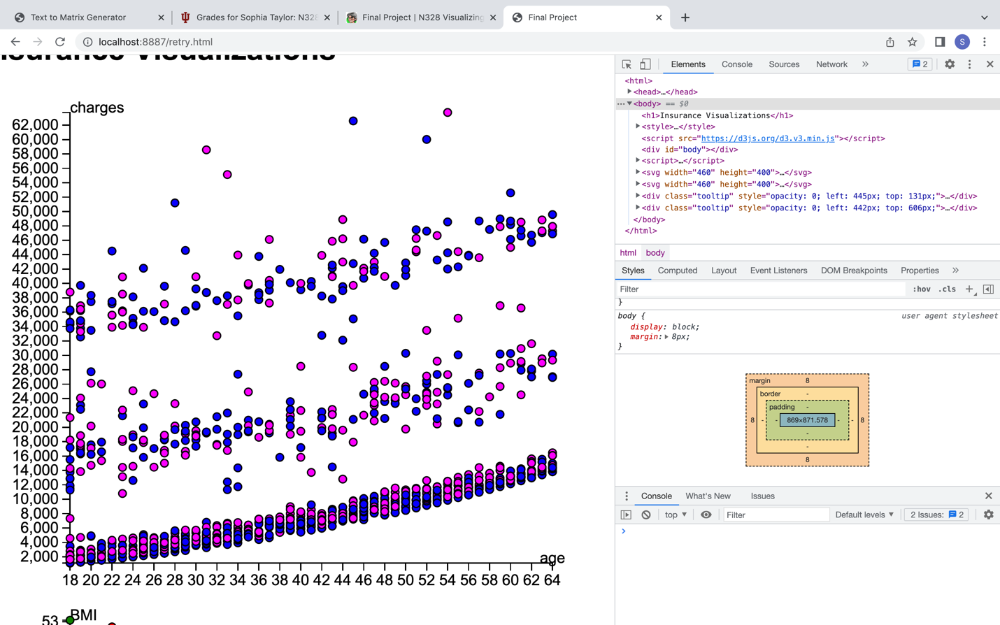 Text to Matrix Generator
Grades for Sophia Taylor: N328
Final Project | N328 Visualizing
Final Project
localhost:8887/retry.html
S
Insurance Visualizations
charges
62,000
60,000
58,000
56,000
54,000
52,000
50,000
48,000
46,000
44,000
42,000
40,000
38,000
36,000
34,000
32,000
30,000
28,000
26,000
24,000
22,000
20,000
18,000
16,000
14,000
12,000
10,000
8,000
6,000
4,000
2,000
age
18 20 22 24 26 28 30 32 34 36 38 40 42 44 46 48 50 52 54 56 58 60 62 64
BMI
53
Elements Console Sources Network » 2
<html>
<head>…</head>
··· <body> == $0
<h1>Insurance Visualizations</h1>
<style>…</style>
<script src="https://d3js.org/d3.v3.min.js"></script>
<div id="body"></div>
<script>…</script>
<svg width="460" height="400">…</svg>
<svg width="460" height="400">…</svg>
<div class="tooltip" style="opacity: 0; left: 445px; top: 131px;">…</div>
<div class="tooltip" style="opacity: 0; left: 442px; top: 606px;">…</div>
</body>
</html>
html body
Styles Computed Layout Event Listeners DOM Breakpoints Properties »
Filter :hov .cls +
}
body { user agent stylesheet
display: block;
margin: 8px;
}
margin 8
border -
padding -
8 - - 869×871.578 - - 8
-
-
8
Console What's New Issues
top Filter Default levels 2 Issues: 2
>